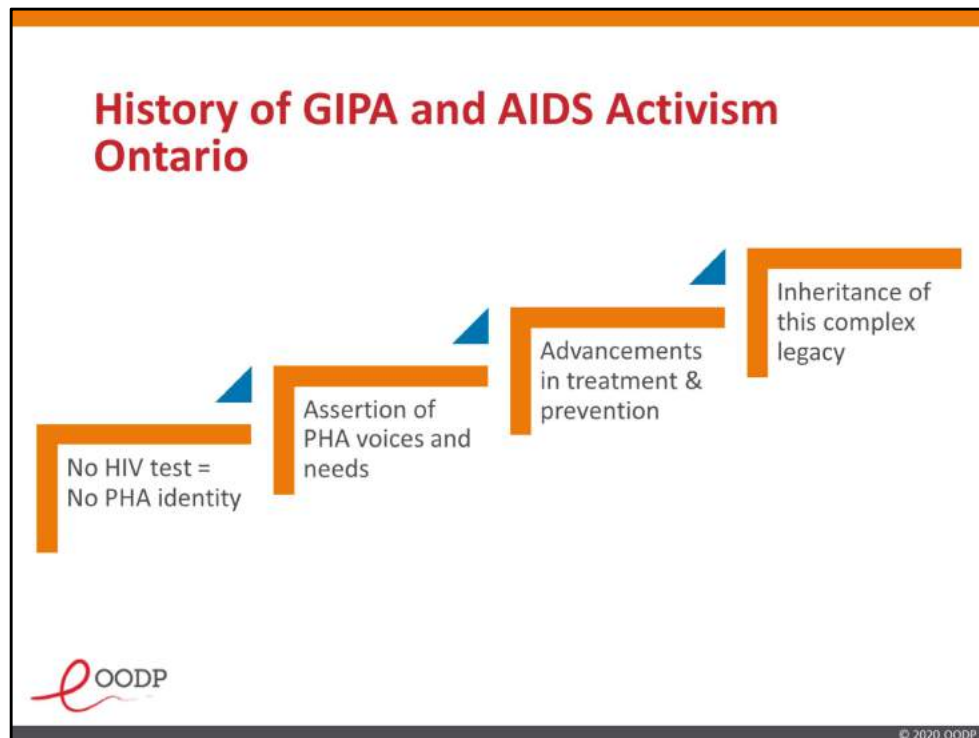 History of GIPA and AIDS Activism
Ontario
No HIV test =
No PHA identity
Assertion of
PHA voices and
needs
Advancements
in treatment &
prevention
Inheritance of
this complex
legacy
OODP
© 2020 OODP